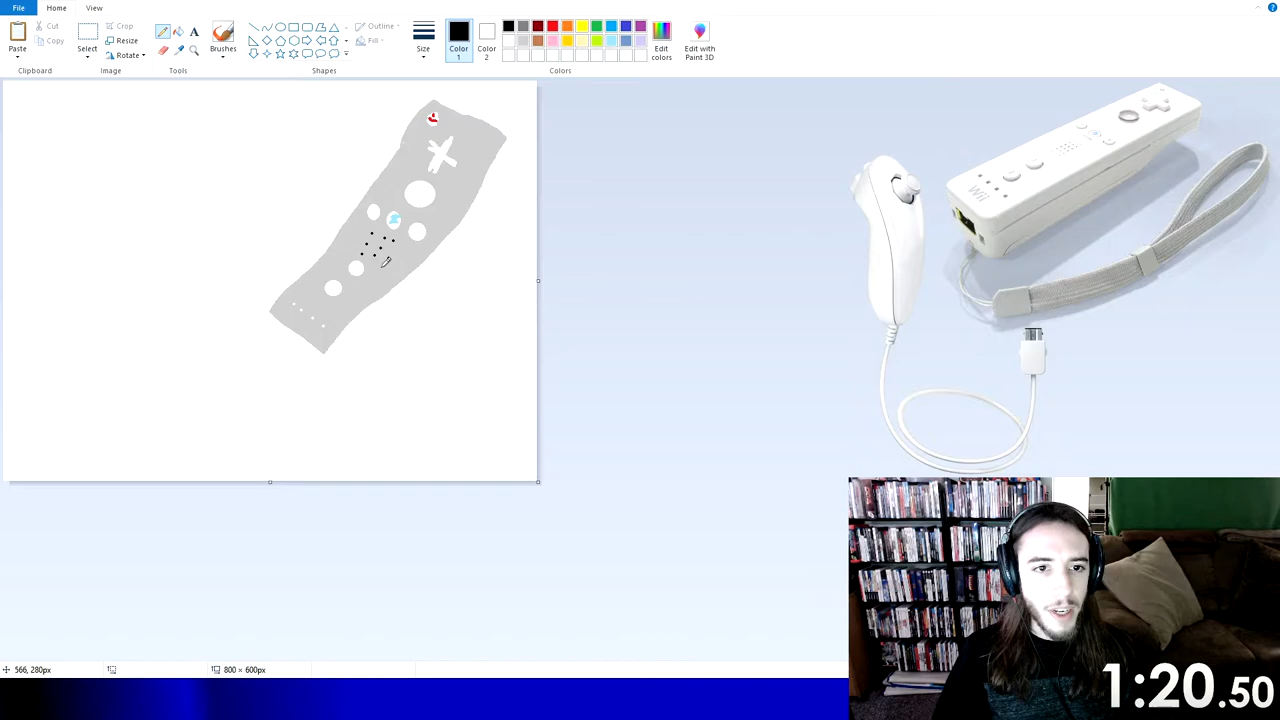 File Home View
Cut
Copy
Paste
Clipboard
Select
Crop
Resize
Rotate
Image
A
Tools
Brushes
Outline
Fill
Shapes
Size
Color 1
Color 2
Edit colors
Edit with Paint 3D
Colors
Wii
566, 280px
800 × 600px
1:20.50